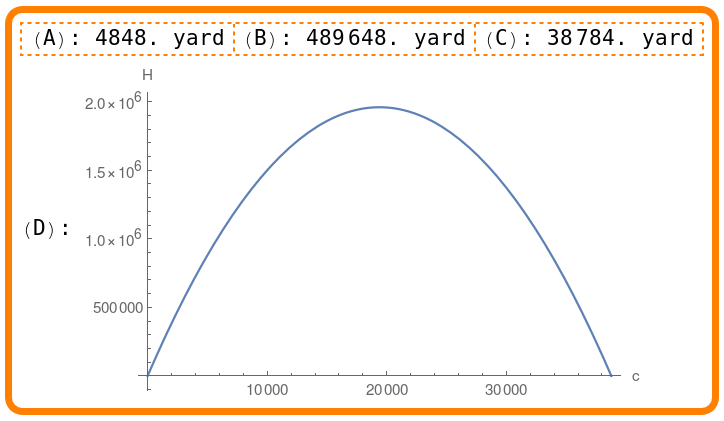 (A): 4848. yard (B): 489648. yard (C): 38784. yard
H
2.0×10^6
1.5×10^6
(D):
1.0×10^6
500000
10000 20000 30000 c